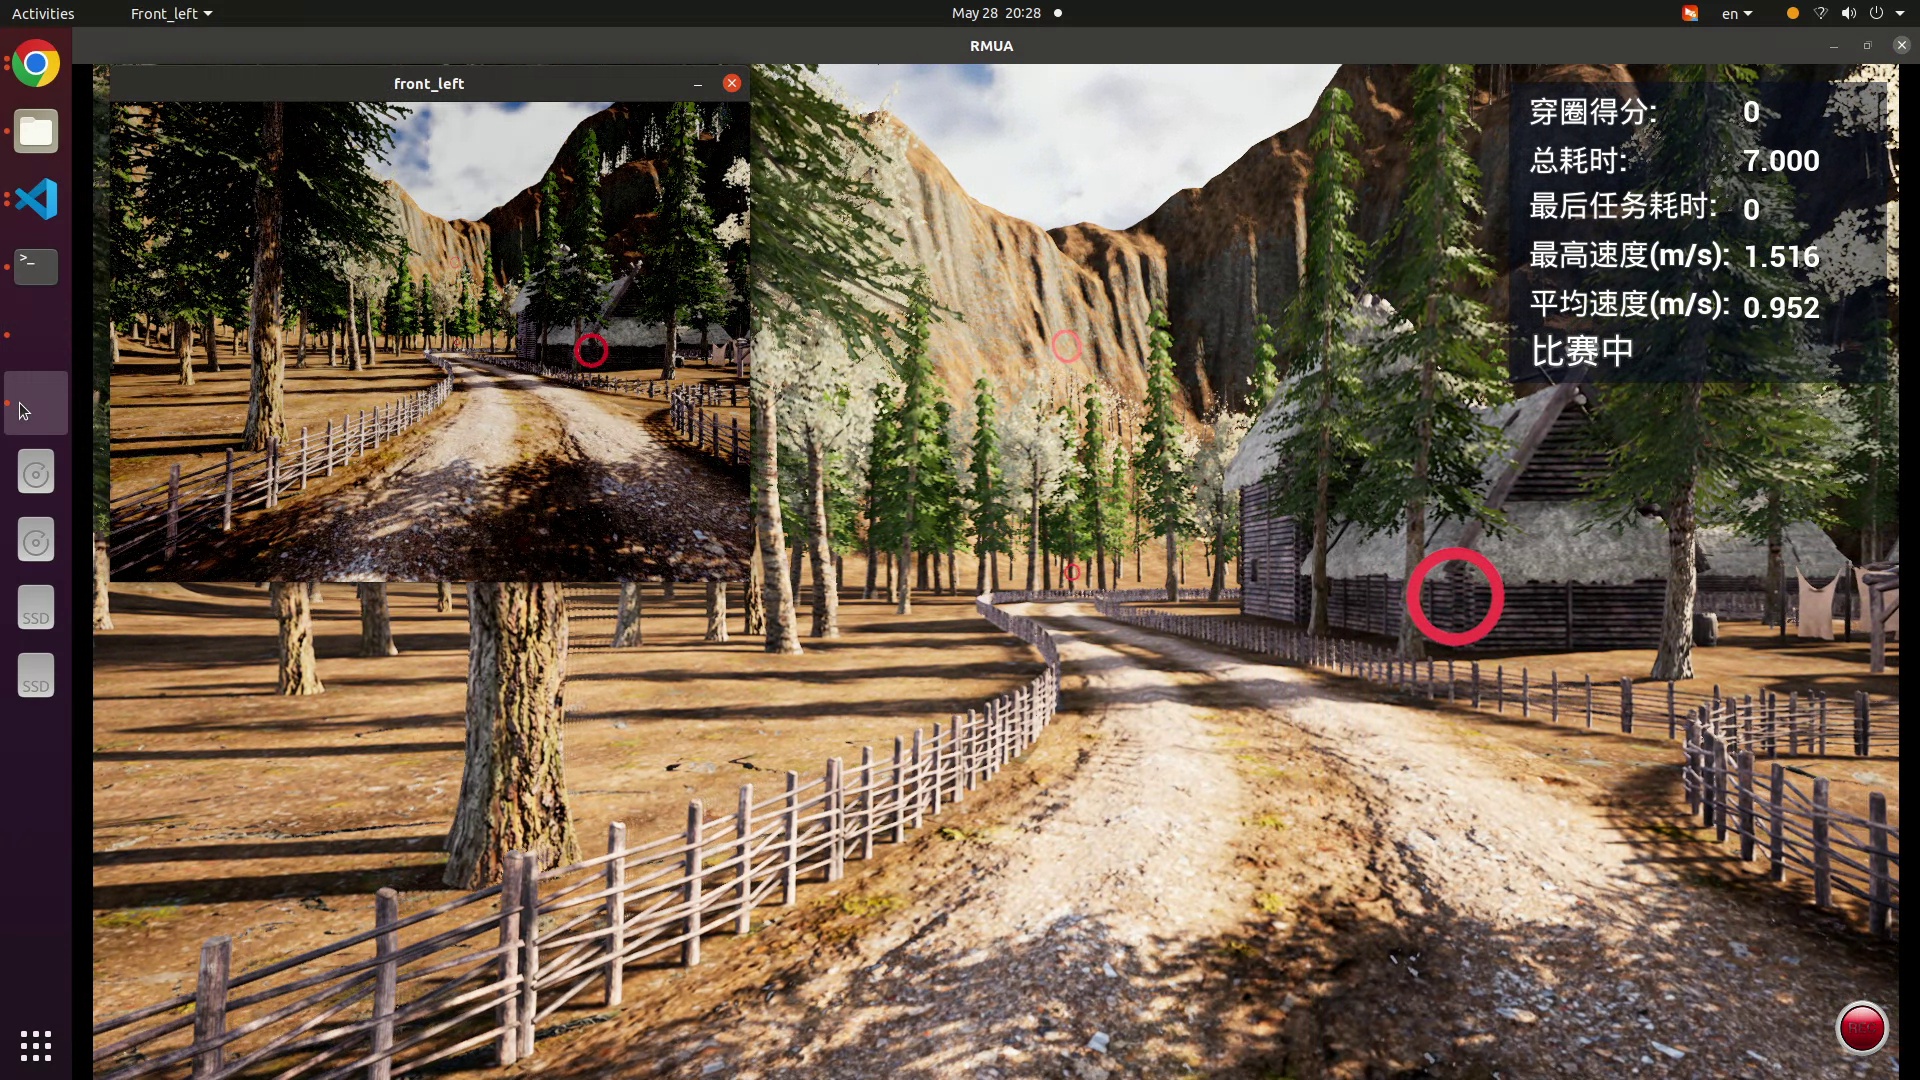 Activities
Front_left
May 28 20:28
en
RMUA
front_left
穿圈得分: 0
总耗时: 7.000
最后任务耗时: 0
最高速度(m/s): 1.516
平均速度(m/s): 0.952
比赛中
>_
SSD
SSD